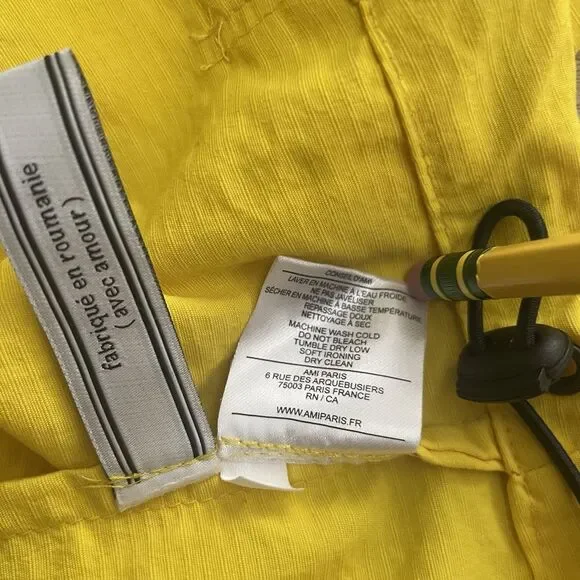 fabriqué en roumanie
( avec amour )
CONSEIL D'AMI
LAVER EN MACHINE À L'EAU FROIDE
NE PAS JAVÉLISER
SÉCHER EN MACHINE À BASSE TEMPÉRATURE
REPASSAGE DOUX
NETTOYAGE À SEC
MACHINE WASH COLD
DO NOT BLEACH
TUMBLE DRY LOW
SOFT IRONING
DRY CLEAN
AMI PARIS
6 RUE DES ARQUEBUSIERS
75003 PARIS FRANCE
RN / CA
WWW.AMIPARIS.FR